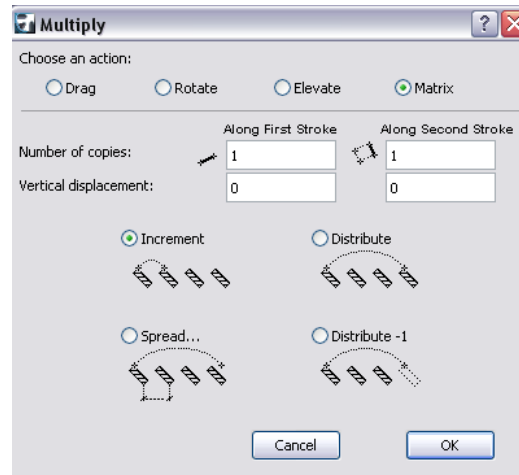 Multiply
Choose an action:
Drag Rotate Elevate Matrix
Along First Stroke Along Second Stroke
Number of copies: 1 1
Vertical displacement: 0 0
Increment Distribute
Spread... Distribute -1
Cancel OK